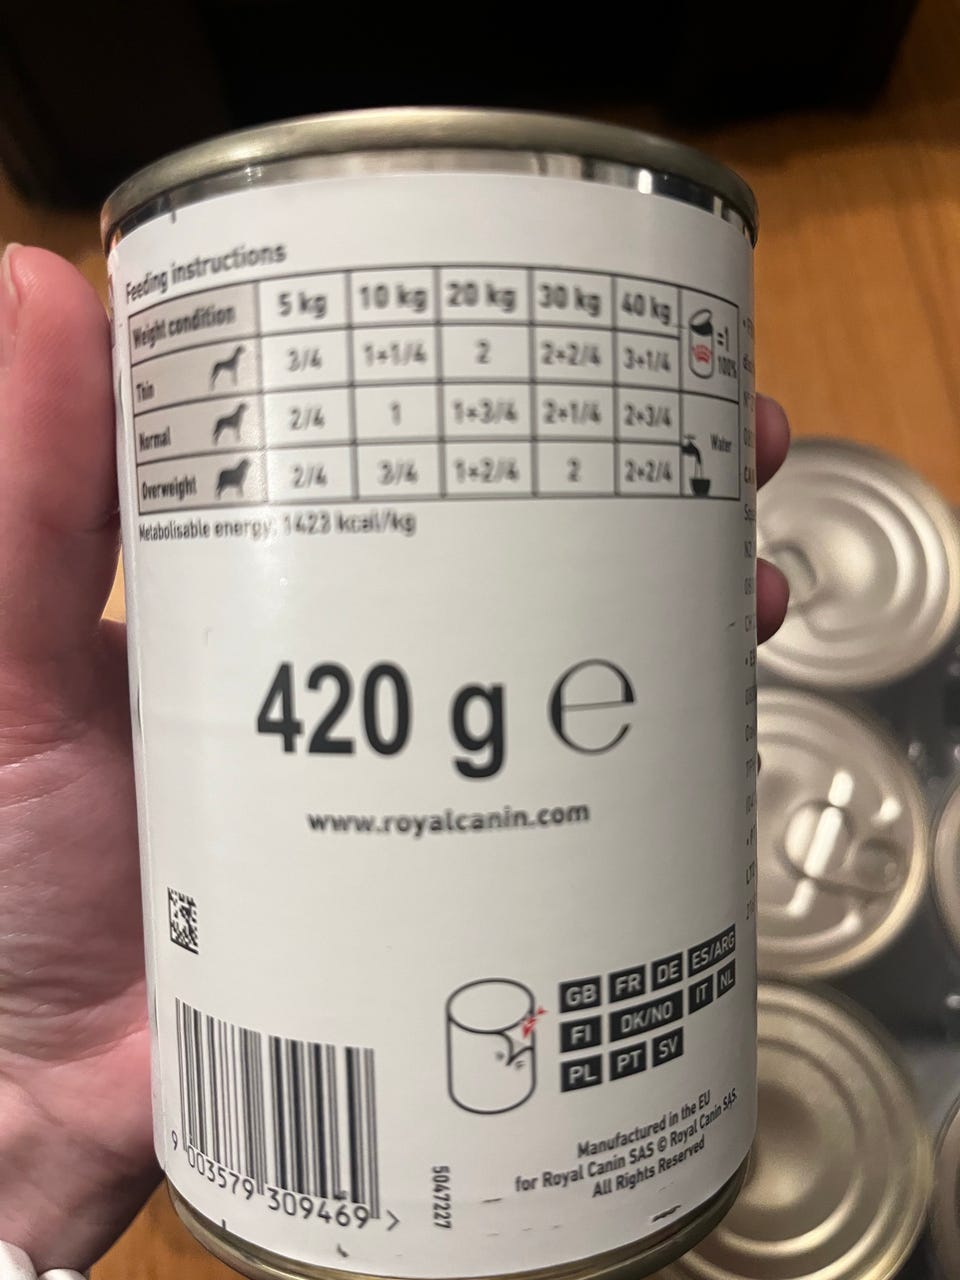 Feeding instructions
Weight condition 5 kg 10 kg 20 kg 30 kg 40 kg =1 100%
Thin 3/4 1+1/4 2 2+2/4 3+1/4
Normal 2/4 1 1+3/4 2+1/4 2+3/4 Water
Overweight 2/4 3/4 1+2/4 2 2+2/4
Metabolisable energy: 1423 kcal/kg
420 g ℮
www.royalcanin.com
GB FR DE ES/ARG
FI DK/NO IT NL
PL PT SV
Manufactured in the EU
for Royal Canin SAS © Royal Canin SAS.
All Rights Reserved
9 003579 309469 >
5047227